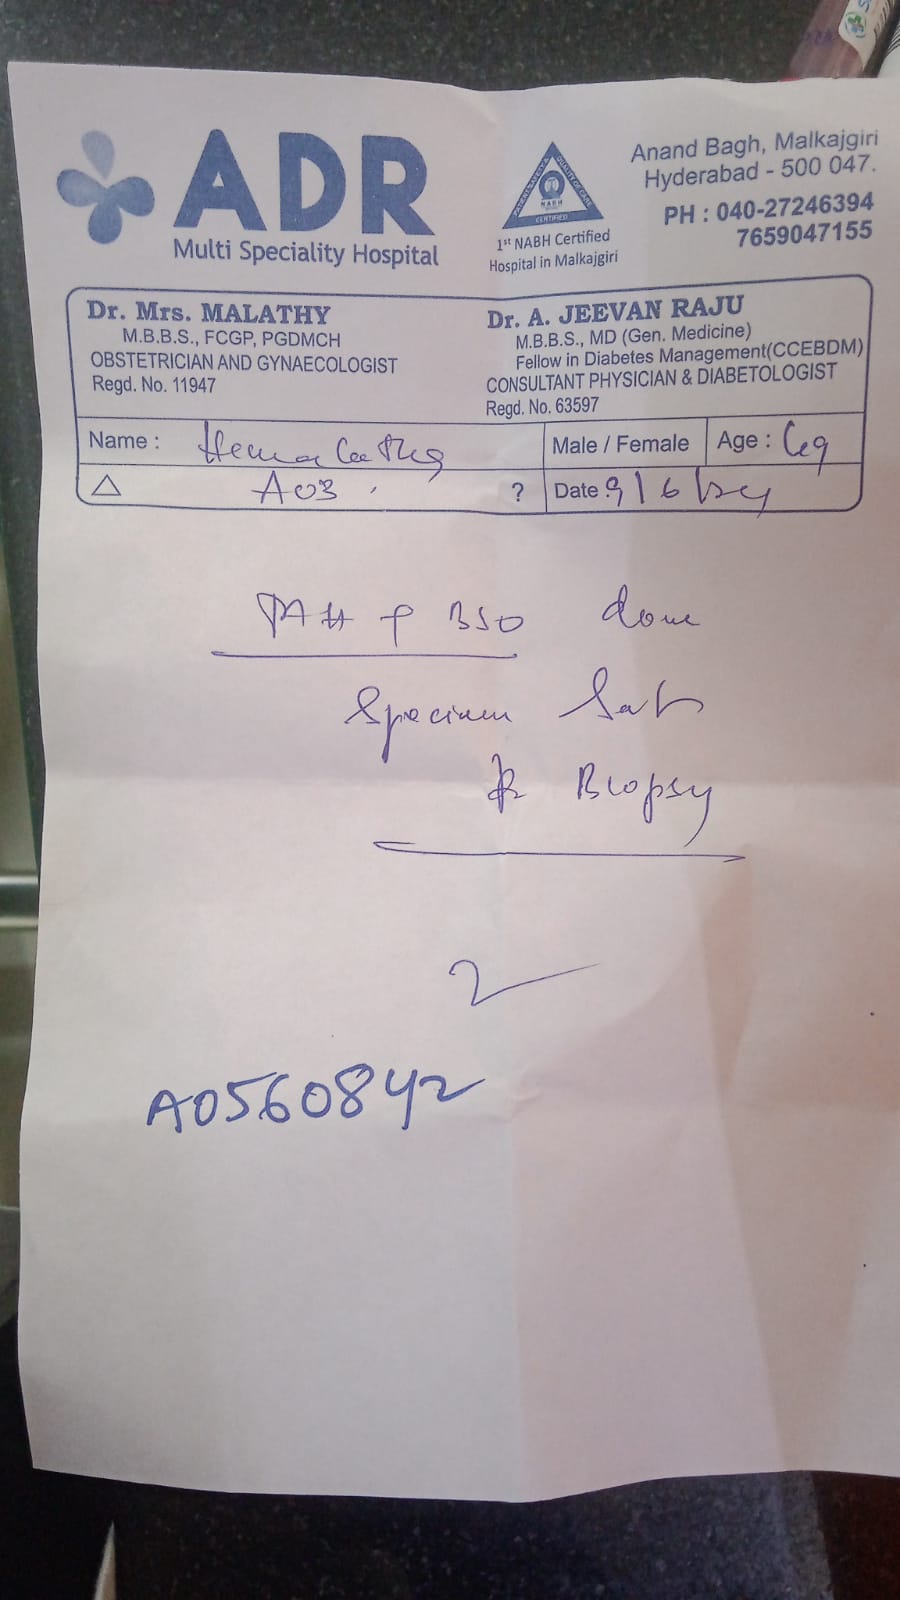 ADR
Multi Speciality Hospital
NABH
CERTIFIED
1st NABH Certified
Hospital in Malkajgiri
Anand Bagh, Malkajgiri
Hyderabad - 500 047.
PH : 040-27246394
7659047155
Dr. Mrs. MALATHY
M.B.B.S., FCGP, PGDMCH
OBSTETRICIAN AND GYNAECOLOGIST
Regd. No. 11947
Dr. A. JEEVAN RAJU
M.B.B.S., MD (Gen. Medicine)
Fellow in Diabetes Management(CCEBDM)
CONSULTANT PHYSICIAN & DIABETOLOGIST
Regd. No. 63597
Name : Hemalatha Male / Female Age :
△ ? Date : 9/6/24
TAH + BSO done
Specimen Sent
for Biopsy
A0560842